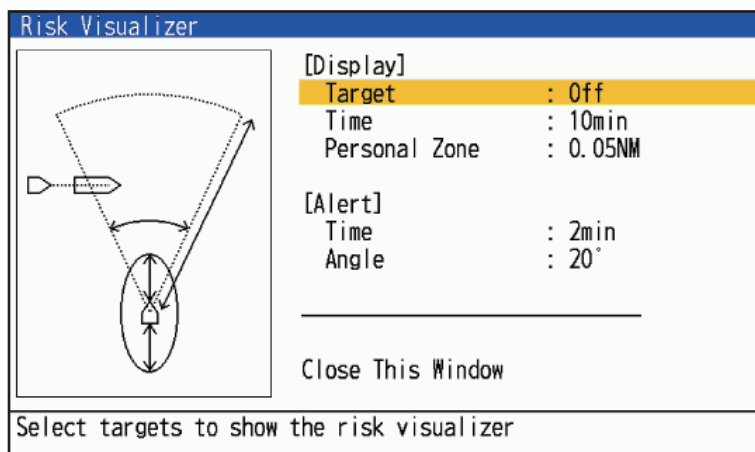 Risk Visualizer
[Display]
Target : Off
Time : 10min
Personal Zone : 0.05NM
[Alert]
Time : 2min
Angle : 20°
Close This Window
Select targets to show the risk visualizer